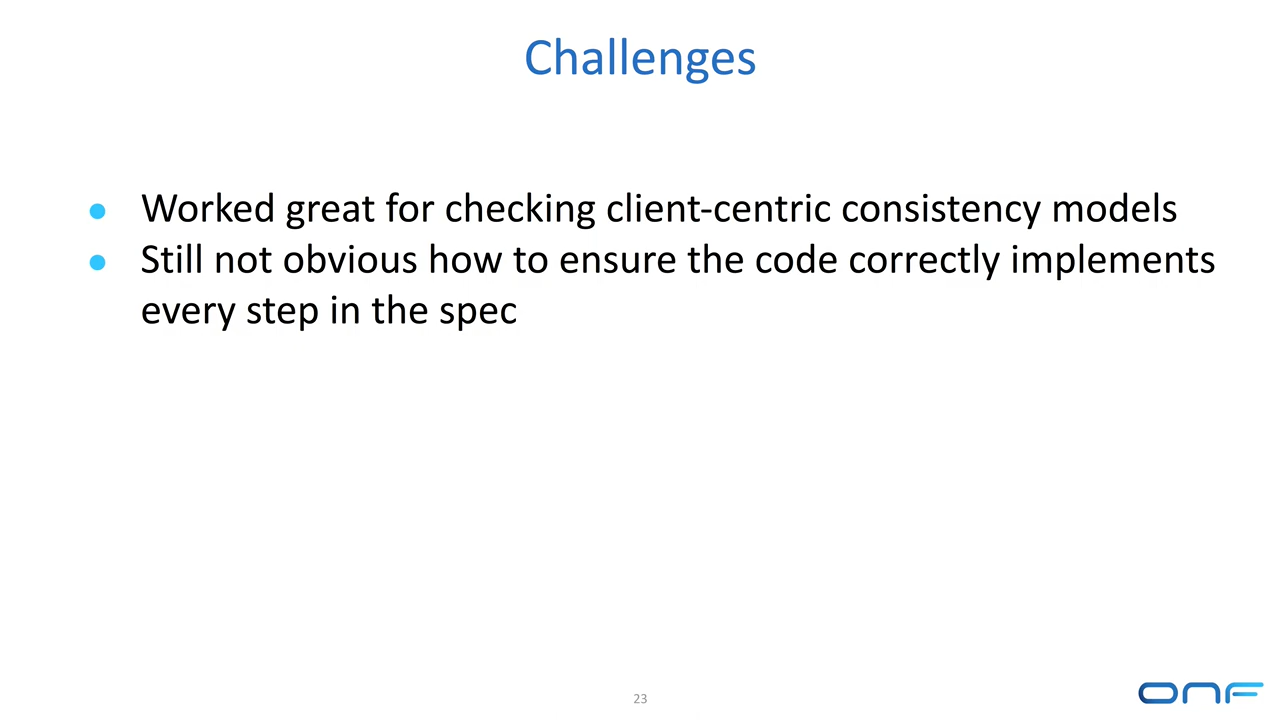 Challenges
● Worked great for checking client-centric consistency models
● Still not obvious how to ensure the code correctly implements
every step in the spec
23
ONF